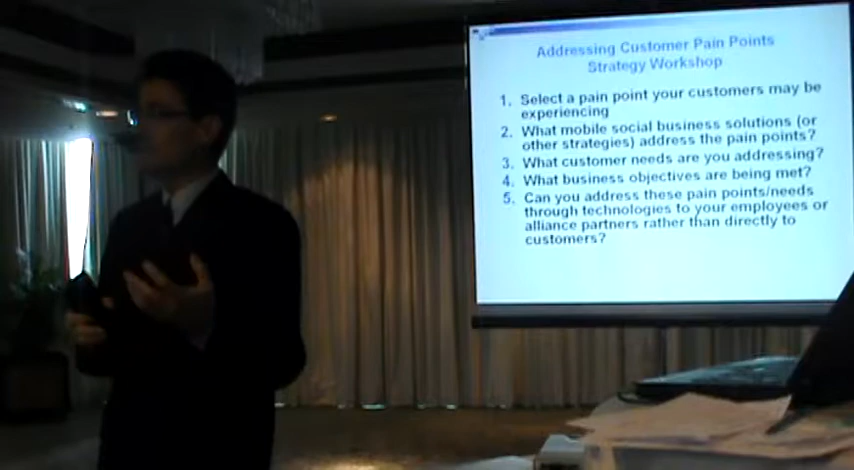 Addressing Customer Pain Points
Strategy Workshop
1. Select a pain point your customers may be
experiencing
2. What mobile social business solutions (or
other strategies) address the pain points?
3. What customer needs are you addressing?
4. What business objectives are being met?
5. Can you address these pain points/needs
through technologies to your employees or
alliance partners rather than directly to
customers?